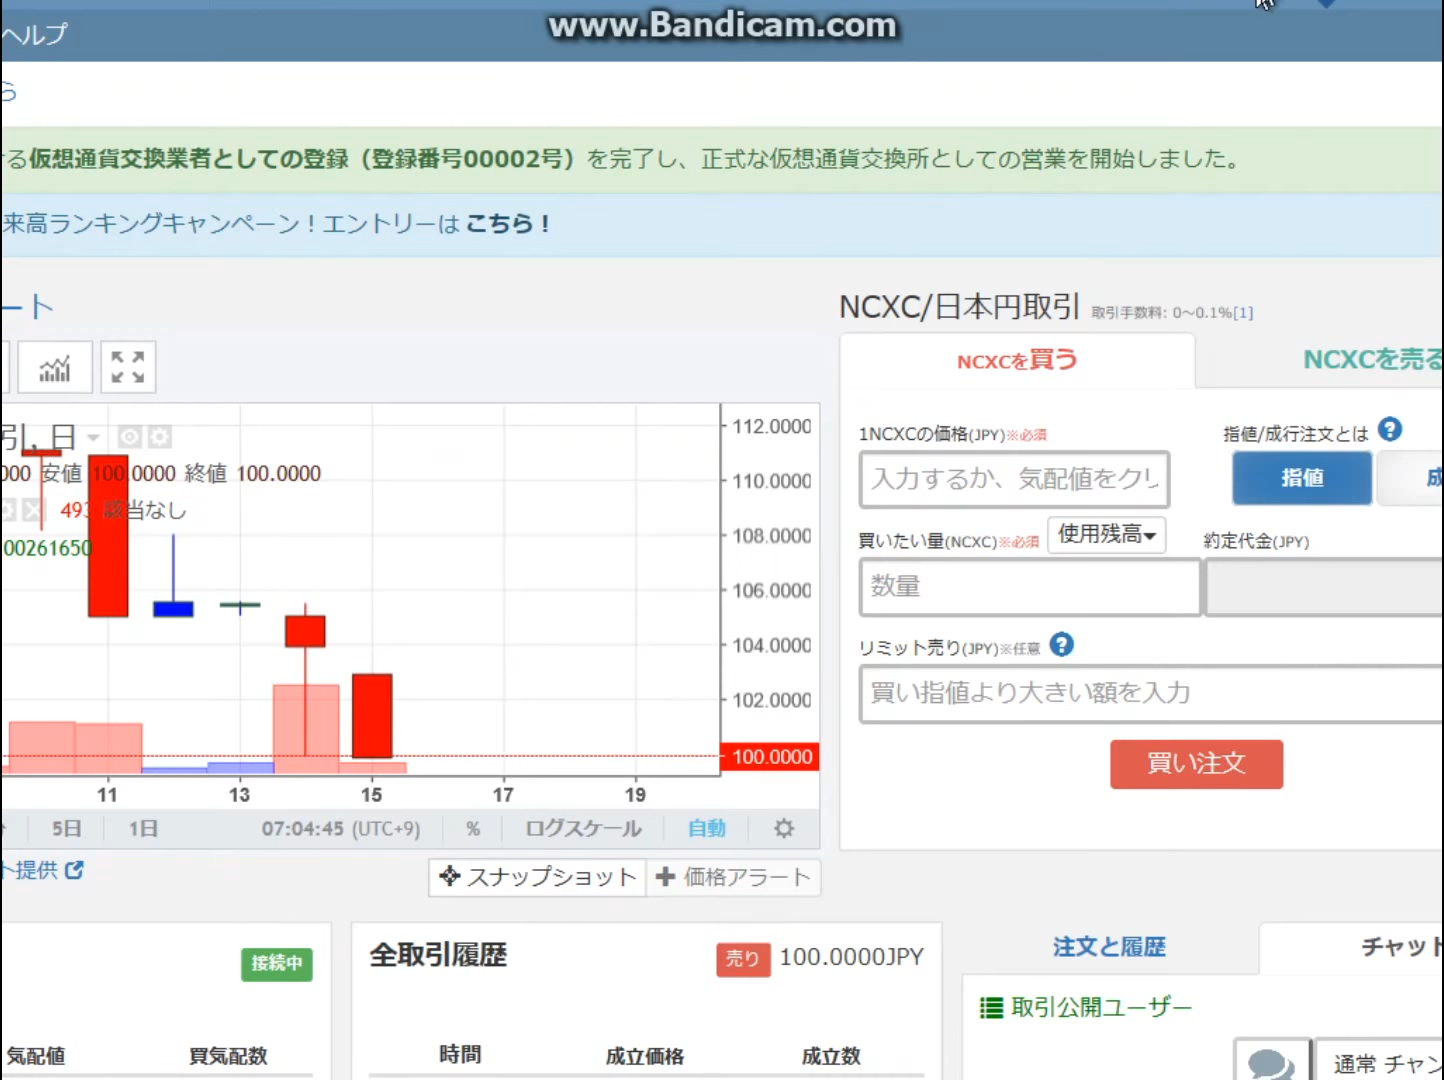 www.Bandicam.com
ヘルプ
ら
る仮想通貨交換業者としての登録（登録番号00002号）を完了し、正式な仮想通貨交換所としての営業を開始しました。
来高ランキングキャンペーン！エントリーは こちら！
ート
NCXC/日本円取引 取引手数料: 0～0.1%[1]
NCXCを買う
NCXCを売る
引, 日
000 安値 100.0000 終値 100.0000
493 該当なし
00261650
112.0000
110.0000
108.0000
106.0000
104.0000
102.0000
100.0000
11 13 15 17 19
5日 1日 07:04:45 (UTC+9) % ログスケール 自動
1NCXCの価格(JPY)※必須
指値/成行注文とは ?
入力するか、気配値をクリ
指値
成
買いたい量(NCXC)※必須 使用残高
約定代金(JPY)
数量
リミット売り(JPY)※任意 ?
買い指値より大きい額を入力
買い注文
ト提供
スナップショット
価格アラート
接続中
気配値 買気配数
全取引履歴 売り 100.0000JPY
時間 成立価格 成立数
注文と履歴
チャット
取引公開ユーザー
通常 チャン